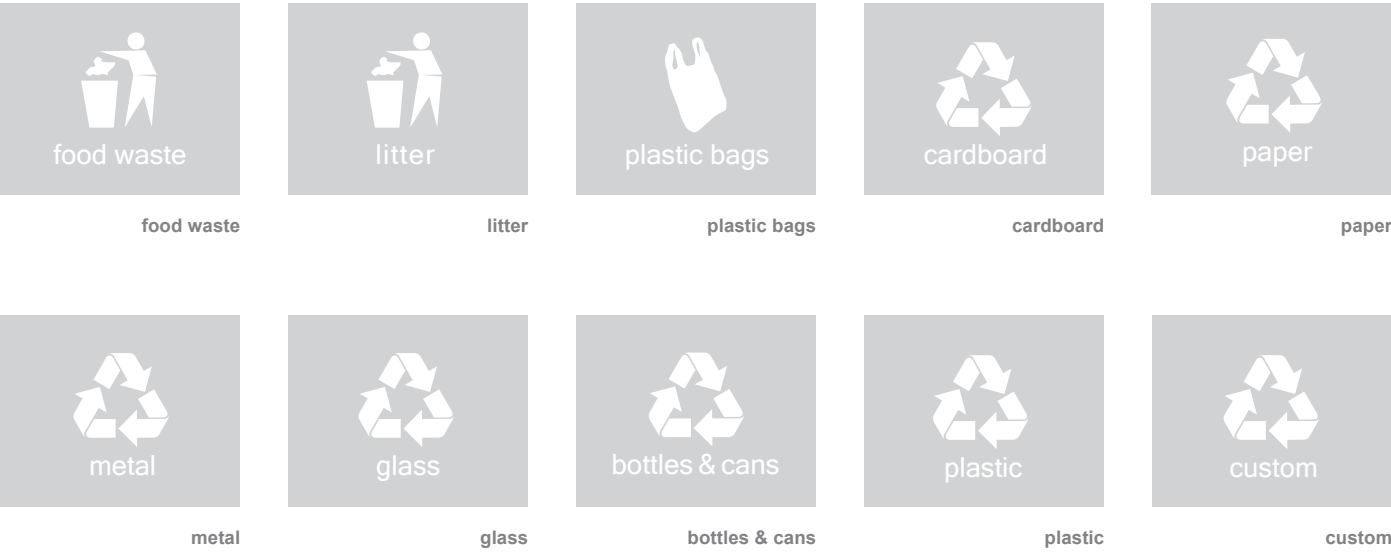 food waste
litter
plastic bags
cardboard
paper
food waste
litter
plastic bags
cardboard
paper
metal
glass
bottles & cans
plastic
custom
metal
glass
bottles & cans
plastic
custom